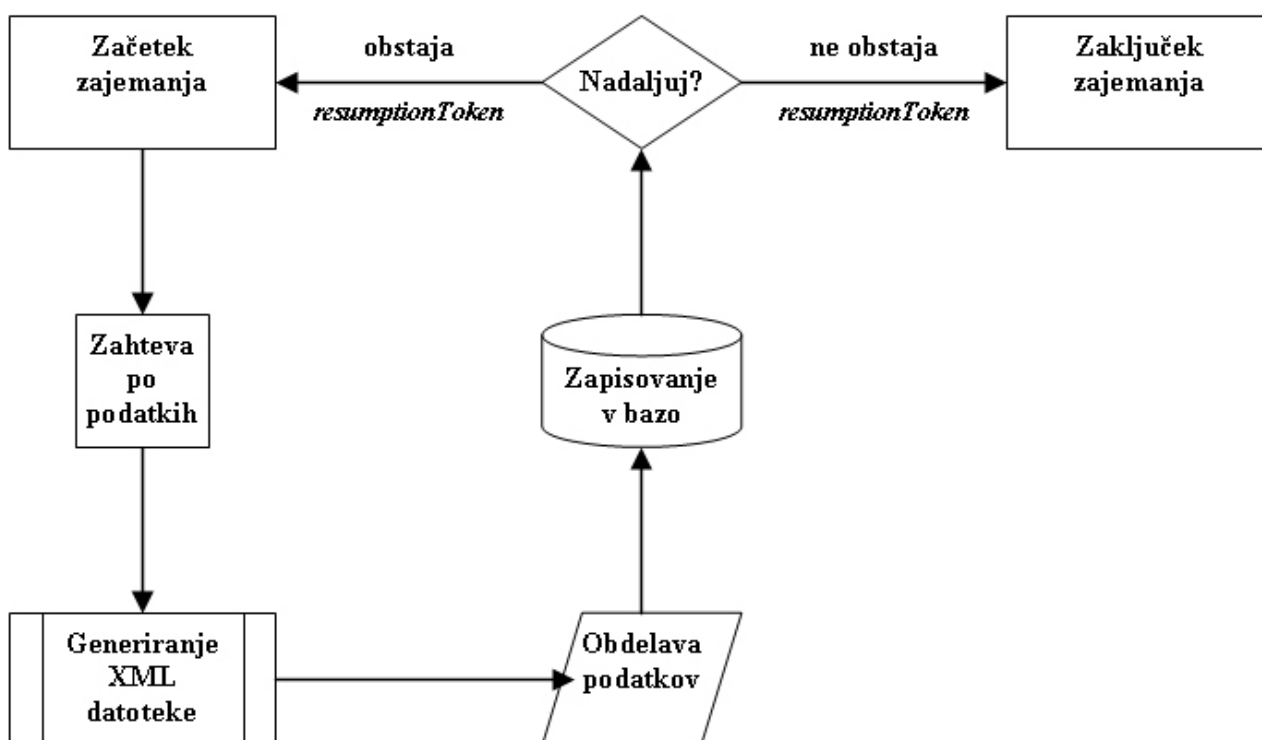 Začetek
zajemanja
obstaja
resumptionToken
Nadaljuj?
ne obstaja
resumptionToken
Zaključek
zajemanja
Zahteva
po
podatkih
Zapisovanje
v bazo
Generiranje
XML
datoteke
Obdelava
podatkov